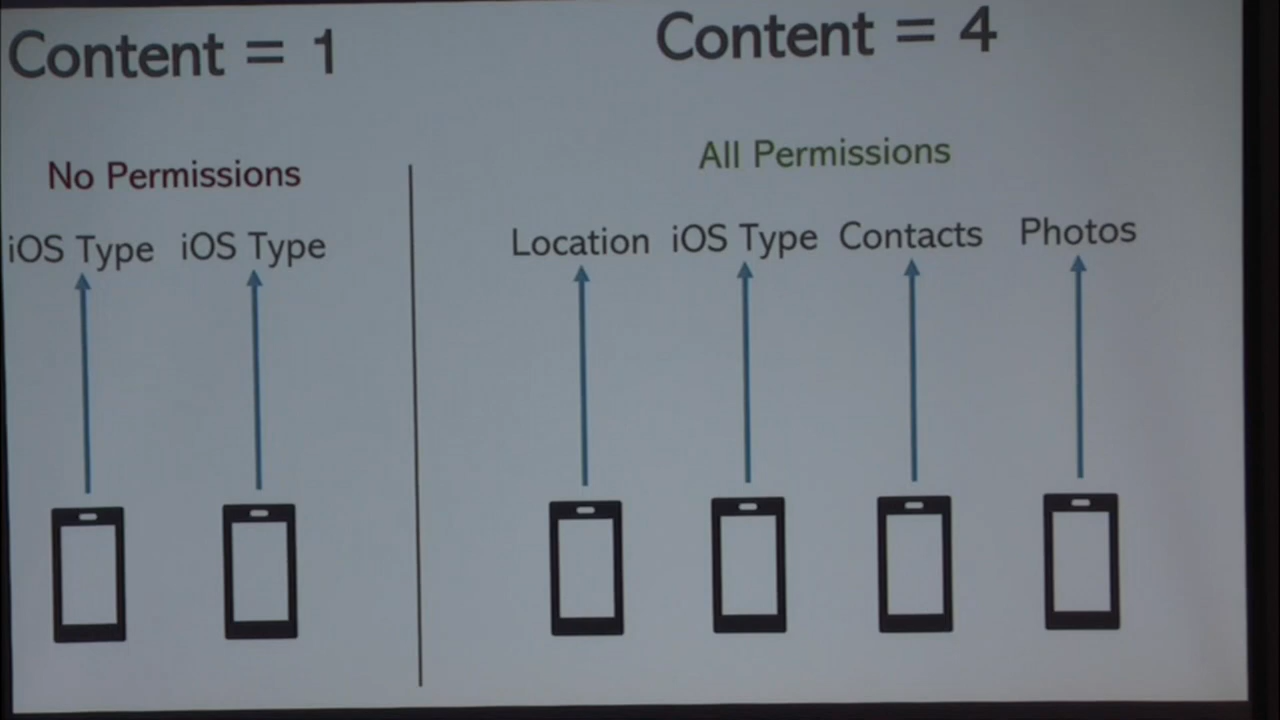 Content = 1
No Permissions
iOS Type iOS Type
Content = 4
All Permissions
Location iOS Type Contacts Photos